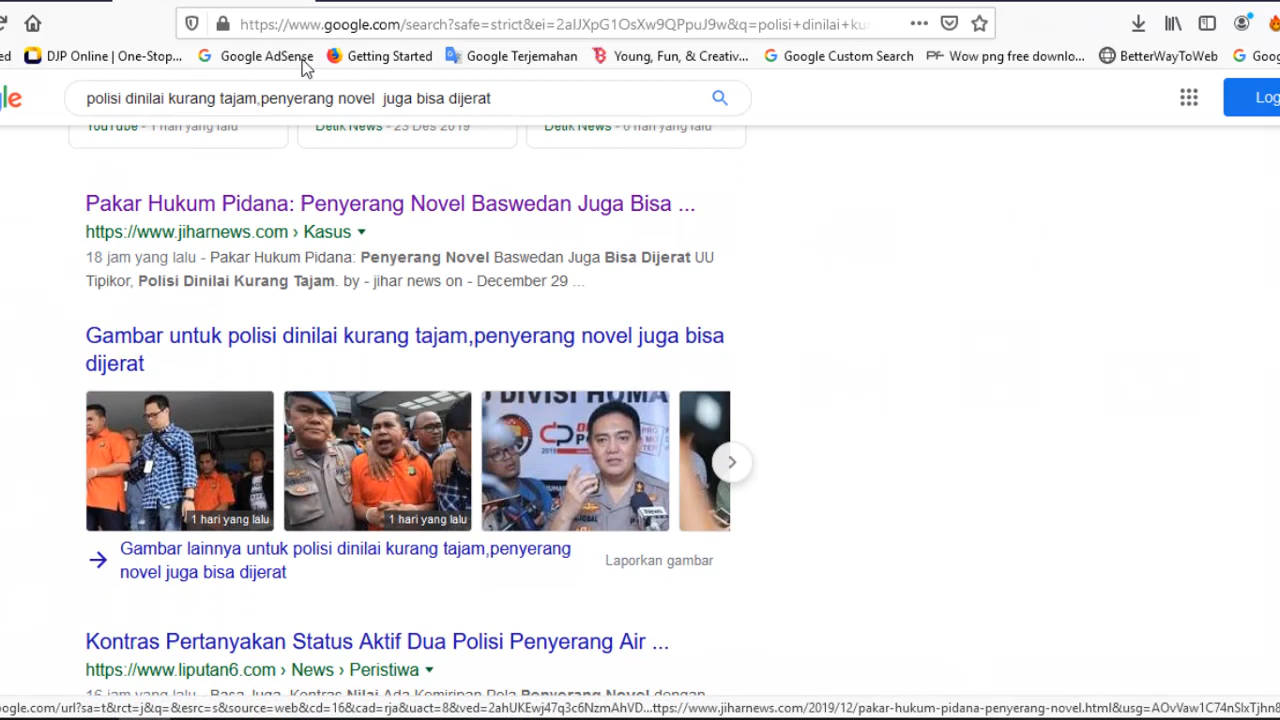 https://www.google.com/search?safe=strict&ei=2alJXpG1OsXw9QPpuJ9w&q=polisi+dinilai+ku
ed DJP Online | One-Stop... Google AdSense Getting Started Google Terjemahan Young, Fun, & Creativ... Google Custom Search Wow png free downlo... BetterWayToWeb Goog
gle polisi dinilai kurang tajam,penyerang novel juga bisa dijerat Log
YouTube - 1 hari yang lalu Detik News - 23 Des 2019 Detik News - 6 hari yang lalu
Pakar Hukum Pidana: Penyerang Novel Baswedan Juga Bisa ...
https://www.jiharnews.com › Kasus
18 jam yang lalu - Pakar Hukum Pidana: Penyerang Novel Baswedan Juga Bisa Dijerat UU
Tipikor, Polisi Dinilai Kurang Tajam. by - jihar news on - December 29 ...
Gambar untuk polisi dinilai kurang tajam,penyerang novel juga bisa
dijerat
DIVISI HUMA
2019
1 hari yang lalu 1 hari yang lalu
Gambar lainnya untuk polisi dinilai kurang tajam,penyerang
novel juga bisa dijerat
Laporkan gambar
Kontras Pertanyakan Status Aktif Dua Polisi Penyerang Air ...
https://www.liputan6.com › News › Peristiwa
16 jam yang lalu - Basa Juga, Kontras Nilai Ada Kemiripan Pola Penyerang Novel dengan
oogle.com/url?sa=t&rct=j&q=&esrc=s&source=web&cd=16&cad=rja&uact=8&ved=2ahUKEwj47q3c6NzmAhVD...ttps://www.jiharnews.com/2019/12/pakar-hukum-pidana-penyerang-novel.html&usg=AOvVaw1C74nSlxTjhn8